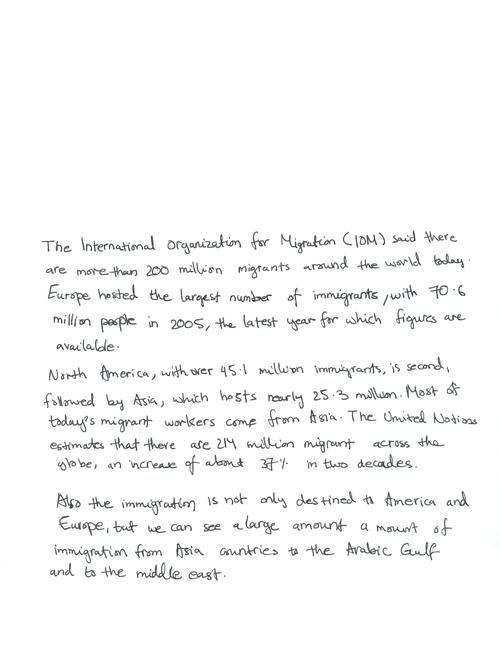 The International Organization for Migration (IOM) said there
are more than 200 million migrants around the world today.
Europe hosted the largest number of immigrants, with 70.6
million people in 2005, the latest year for which figures are
available.
North America, with over 45.1 million immigrants, is second,
followed by Asia, which hosts nearly 25.3 million. Most of
today's migrant workers come from Asia. The United Nations
estimates that there are 214 million migrant across the
globe, an increase of about 37% in two decades.
Also the immigration is not only destined to America and
Europe, but we can see a large amount a mount of
immigration from Asia countries to the Arabic Gulf
and to the middle east.